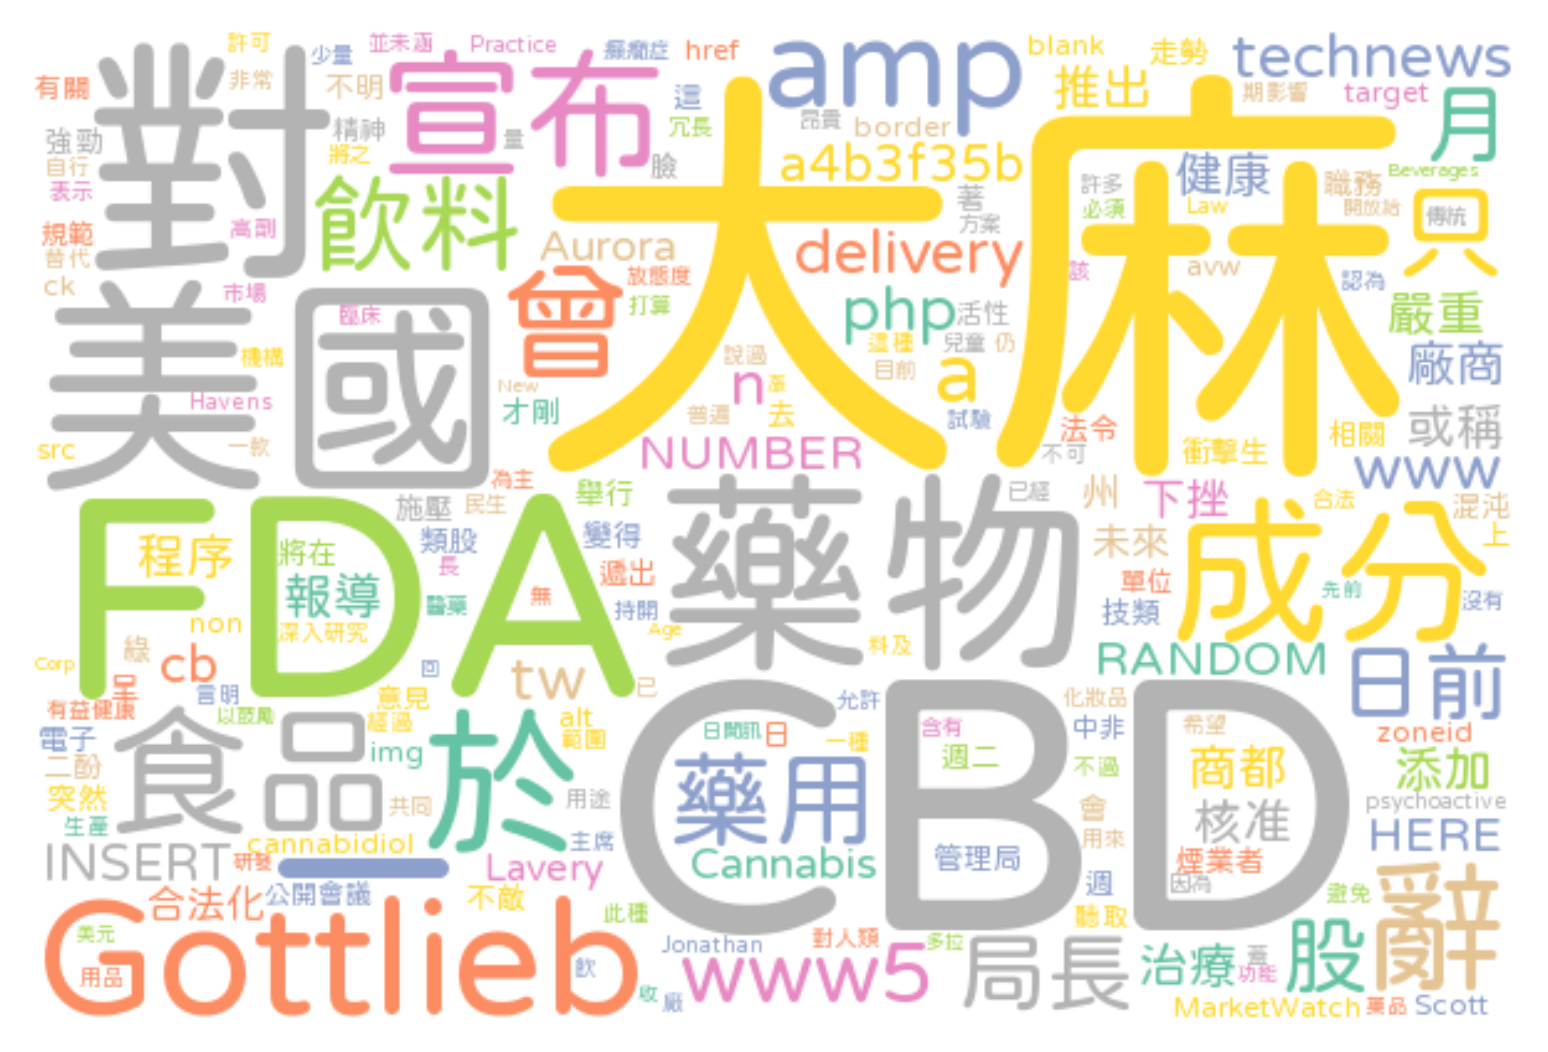 許可
少量
並未涵
Practice
癲癇症
href
amp
blank
走勢
technews
有關
非常
不明
宣布
這
推出
期影響
target
月
對
強勁
精神
量
冗長
昂貴
border
大麻
自行
將之
臉
a4b3f35b
許多
健康
職務
Beverages
只
表示
飲料
著
必須
Law
開放給
傳統
規範
高劑
方案
替代
Aurora
delivery
該
avw
認為
ck
市場
曾
放態度
打算
php
活性
嚴重
美國
臨床
這種
兒童
仍
機構
說過
目前
廠商
New
n
a
Havens
才剛
普遍
去
試驗
法令
相關
或稱
src
一款
NUMBER
不可
衝擊生
www
FDA
為主
舉行
藥物
已經
州
下挫
成分
合法
混沌
施壓
民生
上
程序
將在
類股
變得
未來
報導
長
遞出
單位
先前
沒有
醫藥
無
持開
技類
non
深入研究
Age
料及
Corp
綠
cb
回
tw
已
RANDOM
日前
呈
言明
意見
CBD
允許
化妝品
有益健康
以鼓勵
經過
alt
日聞訊
日
一種
含有
中非
希望
zoneid
電子
食品
img
於
範圍
週二
不過
商都
添加
二酚
藥用
突然
共同
用途
會
核准
psychoactive
生產
cannabidiol
主席
用來
HERE
INSERT
研發
一
Lavery
Cannabis
管理局
煙業者
合法化
公開會議
不敵
此種
週
因為
避免
辭
Gottlieb
聽取
美元
Jonathan
對人類
多拉
局長
治療
股
用品
飲
www5
功能
收
廠
MarketWatch
藥品
Scott